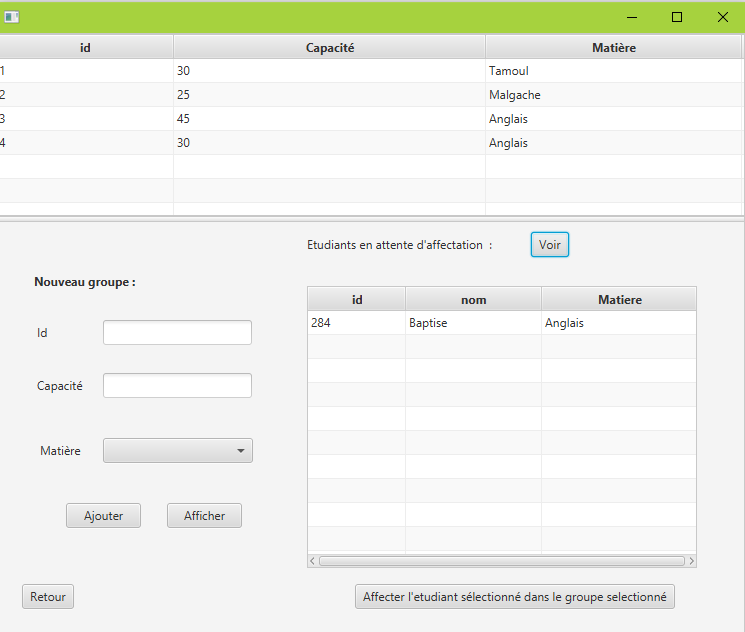 id Capacité Matière
1 30 Tamoul
2 25 Malgache
3 45 Anglais
4 30 Anglais
Etudiants en attente d'affectation : Voir
Nouveau groupe :
Id
Capacité
Matière
Ajouter Afficher
id nom Matiere
284 Baptise Anglais
Retour
Affecter l'etudiant sélectionné dans le groupe selectionné